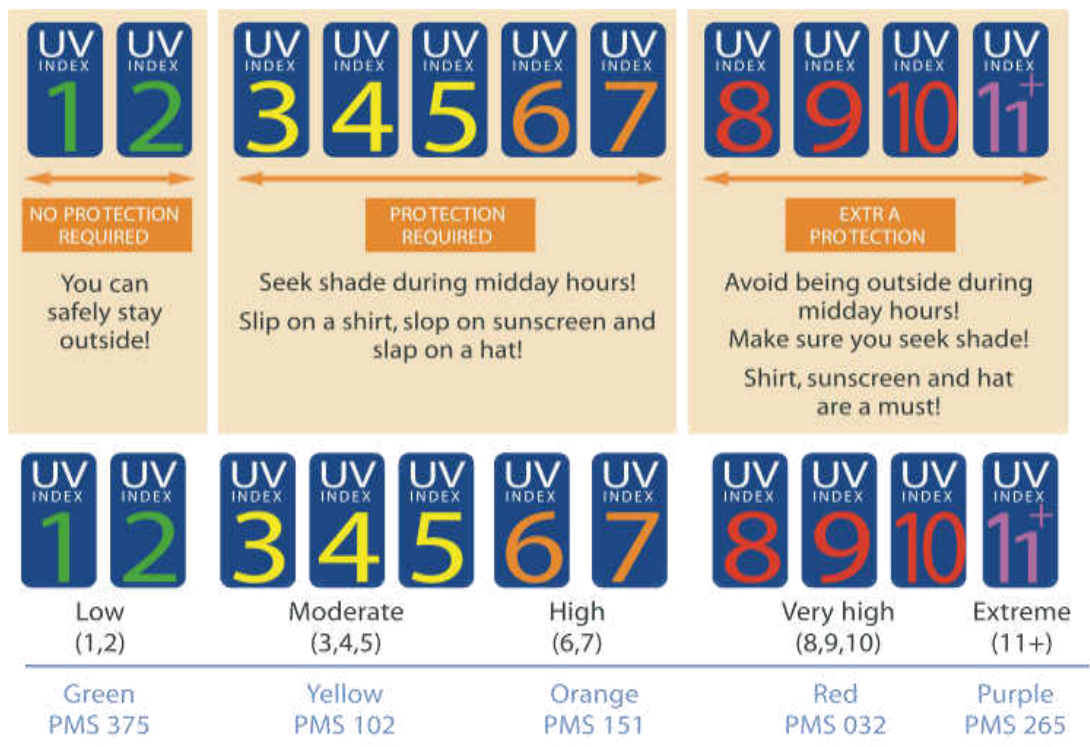 UV UV UV UV UV UV UV UV UV UV UV
INDEX INDEX INDEX INDEX INDEX INDEX INDEX INDEX INDEX INDEX INDEX
1 2 3 4 5 6 7 8 9 10 11+
NO PROTECTION
REQUIRED
You can
safely stay
outside!
PROTECTION
REQUIRED
Seek shade during midday hours!
Slip on a shirt, slop on sunscreen and
slap on a hat!
EXTR A
PROTECTION
Avoid being outside during
midday hours!
Make sure you seek shade!
Shirt, sunscreen and hat
are a must!
UV UV UV UV UV UV UV UV UV UV UV
INDEX INDEX INDEX INDEX INDEX INDEX INDEX INDEX INDEX INDEX INDEX
1 2 3 4 5 6 7 8 9 10 11+
Low Moderate High Very high Extreme
(1,2) (3,4,5) (6,7) (8,9,10) (11+)
Green Yellow Orange Red Purple
PMS 375 PMS 102 PMS 151 PMS 032 PMS 265